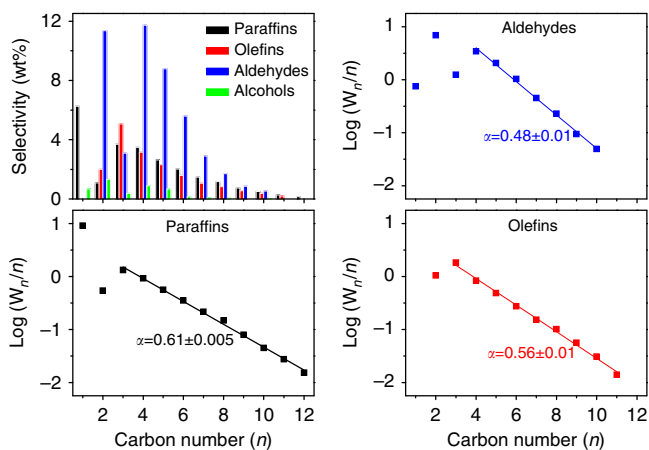 Selectivity (wt%)
12
8
4
0
Paraffins
Olefins
Aldehydes
Alcohols
Log (Wn/n)
1
0
−1
−2
Aldehydes
α=0.48±0.01
Log (Wn/n)
1
0
−1
−2
Paraffins
α=0.61±0.005
2 4 6 8 10 12
Carbon number (n)
Log (Wn/n)
1
0
−1
−2
Olefins
α=0.56±0.01
2 4 6 8 10 12
Carbon number (n)